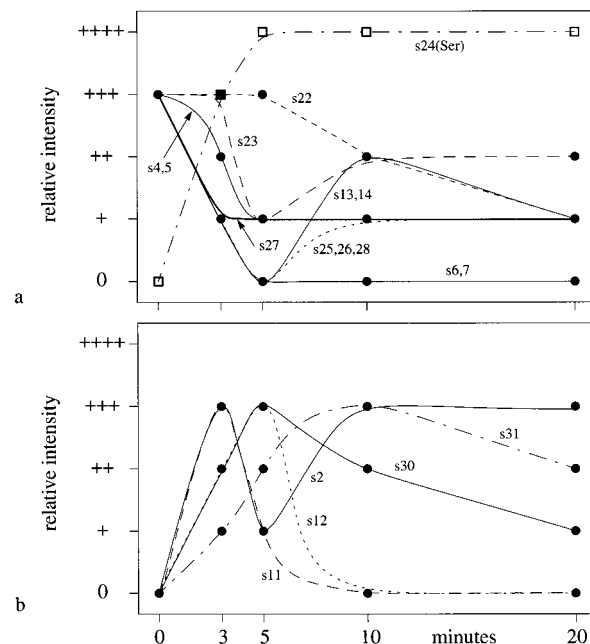 ++++
+++
++
+
0
relative intensity
a
s24(Ser)
s22
s23
s4,5
s13,14
s27
s25,26,28
s6,7
++++
+++
++
+
0
relative intensity
b
s31
s30
s2
s12
s11
0 3 5 10 minutes 20